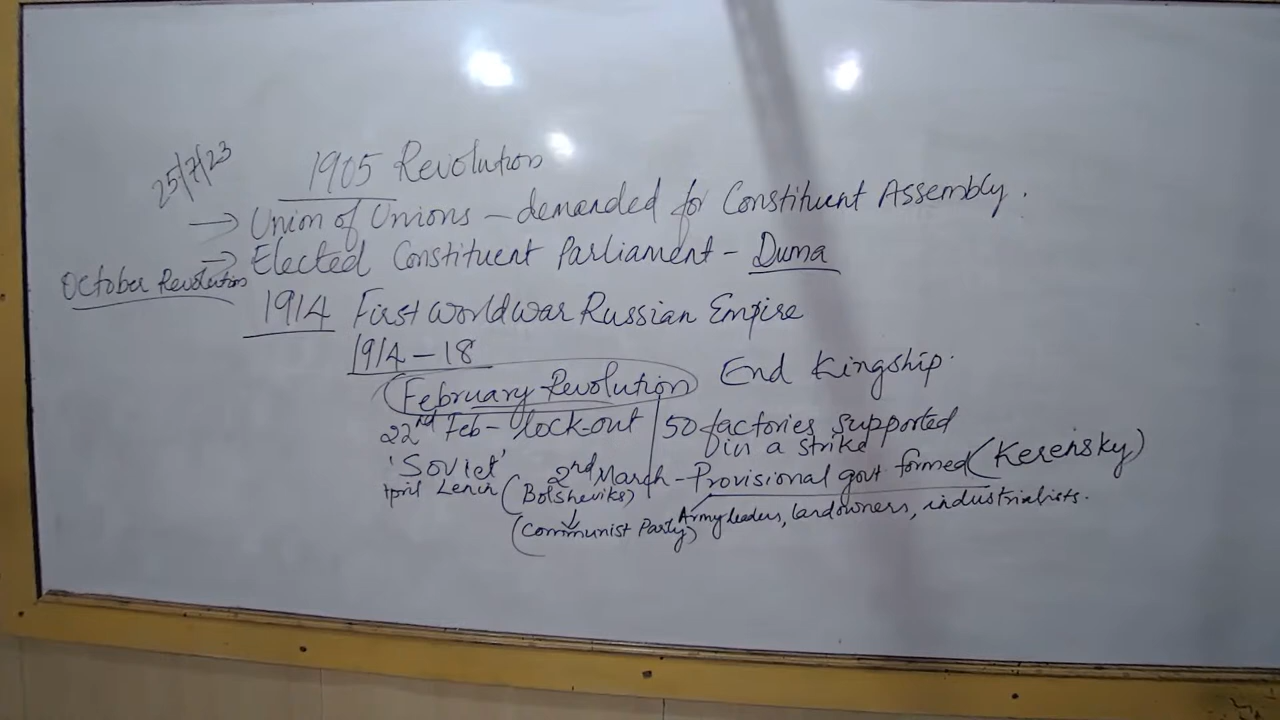 25/7/23
1905 Revolution
→ Union of Unions – demanded for Constituent Assembly.
→ Elected Constituent Parliament – Duma
October Revolution
1914 First World War Russian Empire
1914 – 18
February Revolution End Kingship.
22nd Feb – lock-out 50 factories supported
in a strike
'Soviet' 2nd March – Provisional govt formed (Kerensky)
April Lenin (Bolsheviks)
Army leaders, landowners, industrialists.
(Communist Party)